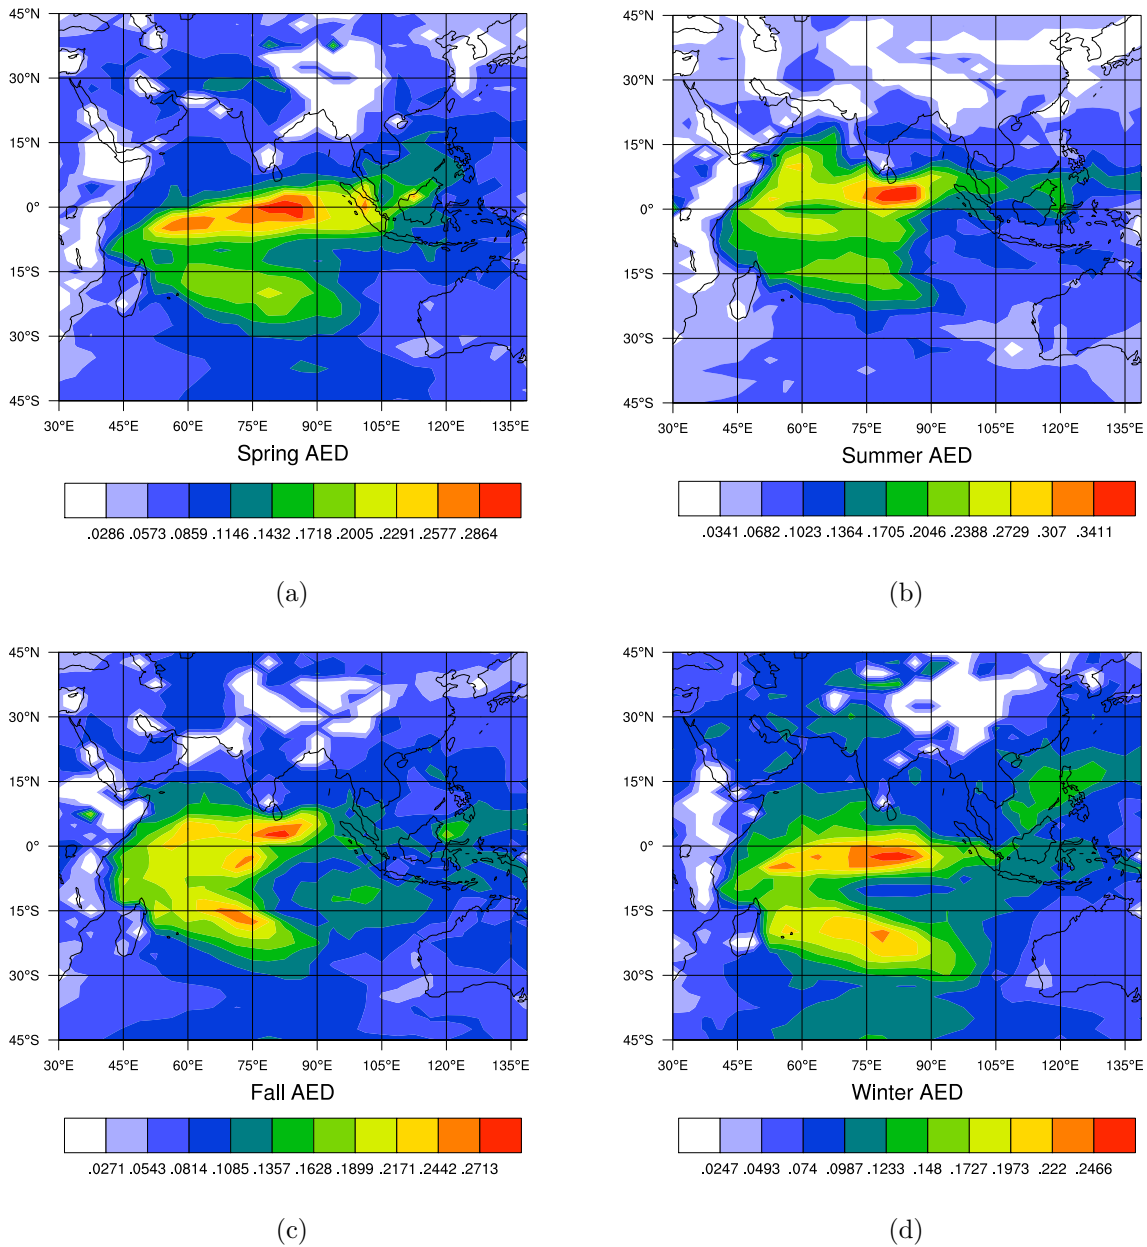 45°N
30°N
15°N
0°
15°S
30°S
45°S
30°E 45°E 60°E 75°E 90°E 105°E 120°E 135°E
Spring AED
.0286 .0573 .0859 .1146 .1432 .1718 .2005 .2291 .2577 .2864
(a)
45°N
30°N
15°N
0°
15°S
30°S
45°S
30°E 45°E 60°E 75°E 90°E 105°E 120°E 135°E
Summer AED
.0341 .0682 .1023 .1364 .1705 .2046 .2388 .2729 .307 .3411
(b)
45°N
30°N
15°N
0°
15°S
30°S
45°S
30°E 45°E 60°E 75°E 90°E 105°E 120°E 135°E
Fall AED
.0271 .0543 .0814 .1085 .1357 .1628 .1899 .2171 .2442 .2713
(c)
45°N
30°N
15°N
0°
15°S
30°S
45°S
30°E 45°E 60°E 75°E 90°E 105°E 120°E 135°E
Winter AED
.0247 .0493 .074 .0987 .1233 .148 .1727 .1973 .222 .2466
(d)